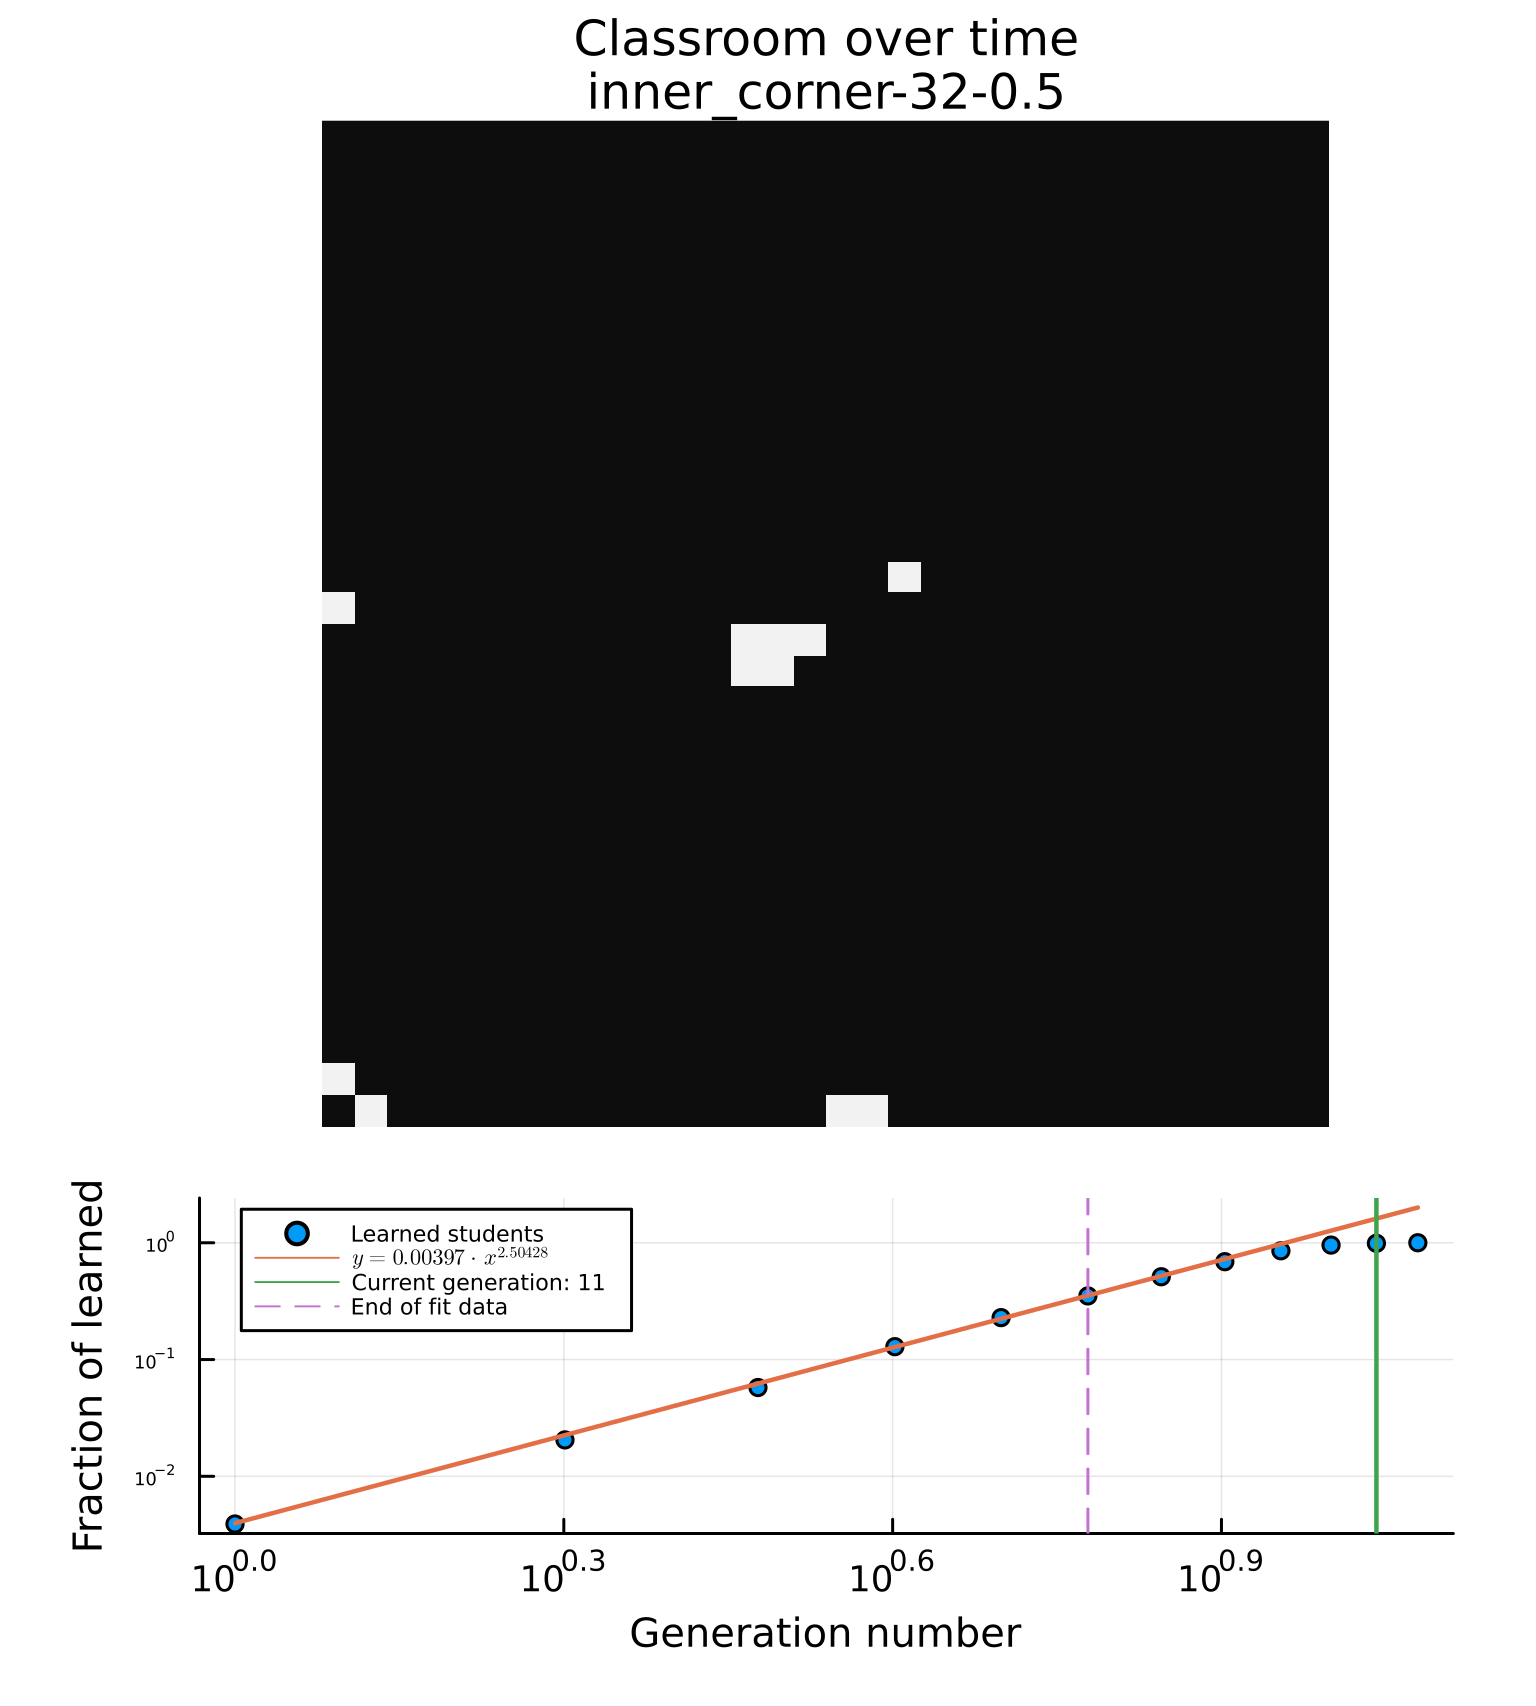 Classroom over time
inner_corner-32-0.5
Fraction of learned
10^0
10^−1
10^−2
Learned students
y = 0.00397 · x^2.50428
Current generation: 11
End of fit data
10^0.0 10^0.3 10^0.6 10^0.9
Generation number